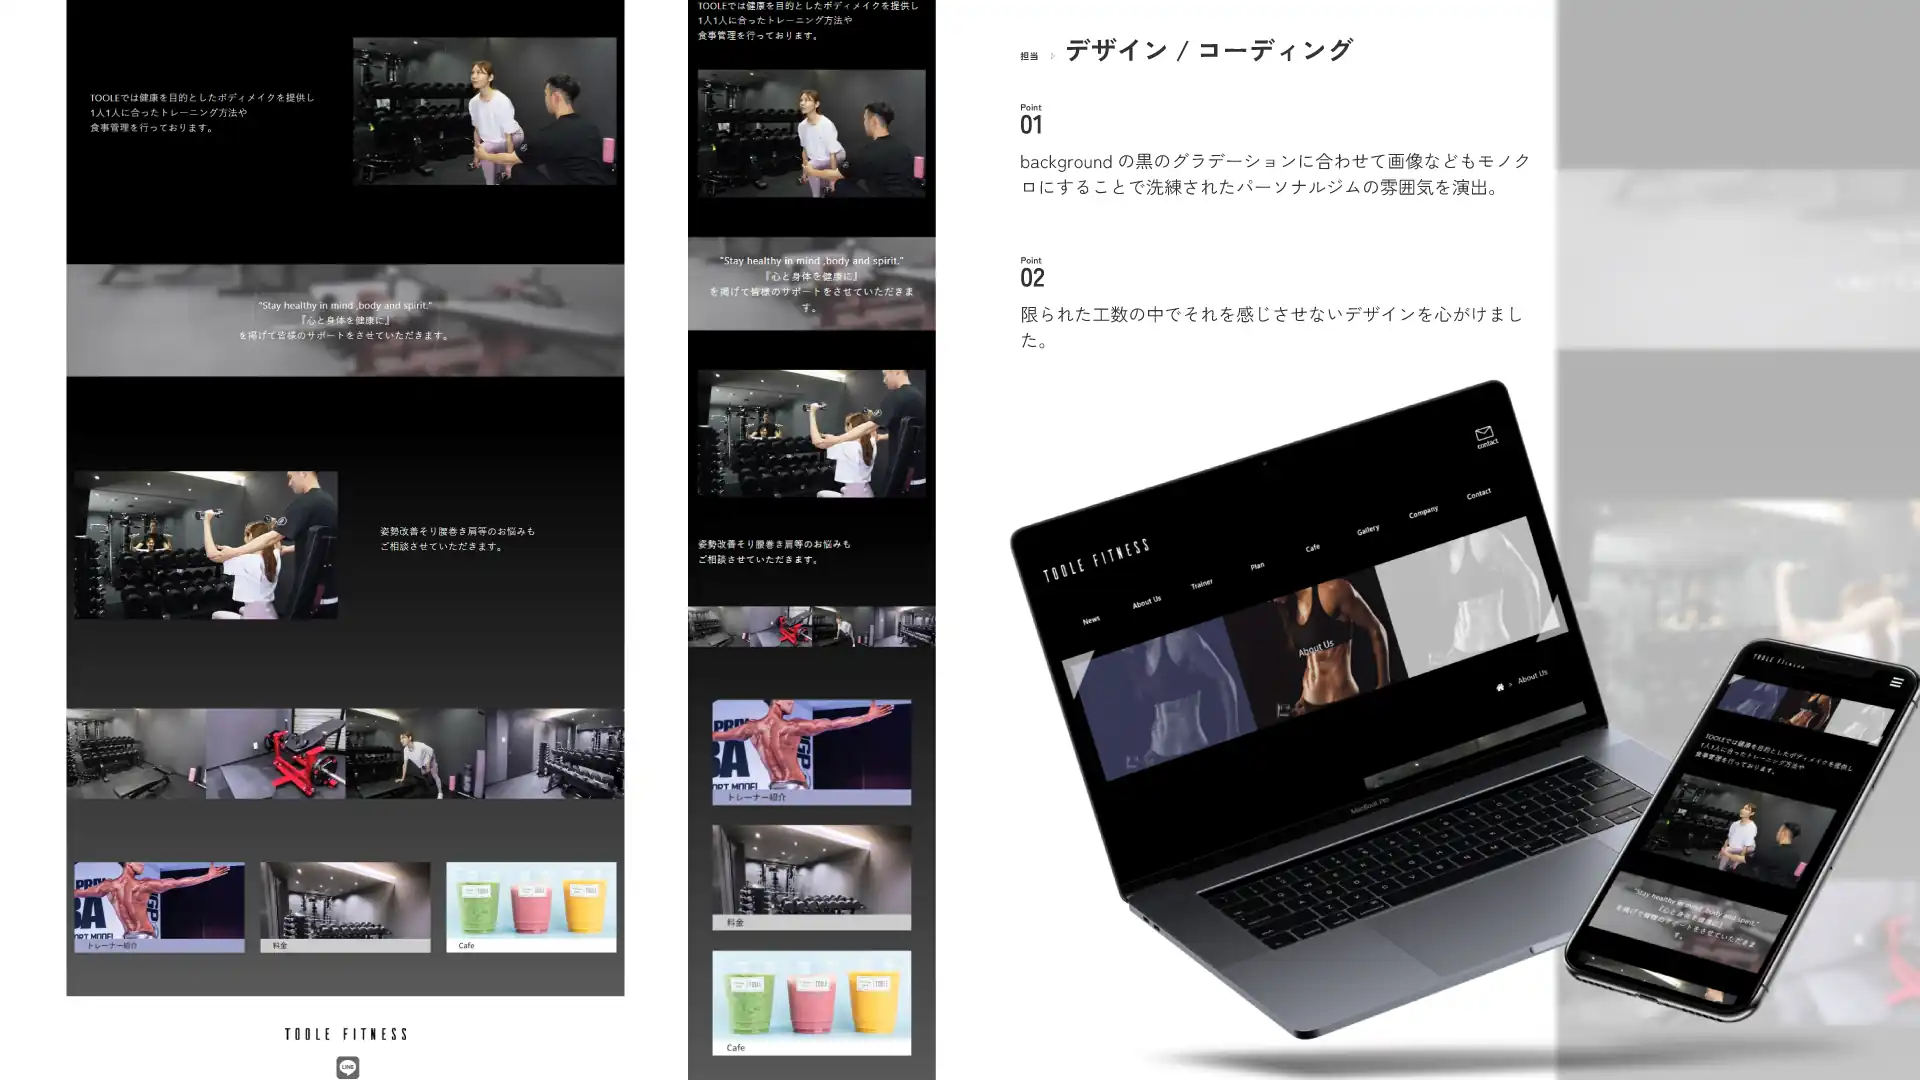 TOOLEでは健康を目的としたボディメイクを提供し
1人1人に合ったトレーニング方法や
食事管理を行っております。
"Stay healthy in mind ,body and spirit."
『心と身体を健康に』
を掲げて皆様のサポートをさせていただきます。
姿勢改善そり腰巻き肩等のお悩みも
ご相談させていただきます。
トレーナー紹介
料金
Cafe
TOOLE FITNESS
LINE
TOOLEでは健康を目的としたボディメイクを提供し
1人1人に合ったトレーニング方法や
食事管理を行っております。
"Stay healthy in mind ,body and spirit."
『心と身体を健康に』
を掲げて皆様のサポートをさせていただきま
す。
姿勢改善そり腰巻き肩等のお悩みも
ご相談させていただきます。
トレーナー紹介
料金
Cafe
担当
デザイン / コーディング
Point
01
background の黒のグラデーションに合わせて画像などもモノク
ロにすることで洗練されたパーソナルジムの雰囲気を演出。
Point
02
限られた工数の中でそれを感じさせないデザインを心がけまし
た。
contact
TOOLE FITNESS
News
About Us
Trainer
Plan
Cafe
Gallery
Company
Contact
About Us
> About Us
MacBook Pro
TOOLE FITNESS
TOOLEでは健康を目的としたボディメイクを提供し
1人1人に合ったトレーニング方法や
食事管理を行っております。
"Stay healthy in mind ,body and spirit."
『心と身体を健康に』
を掲げて皆様のサポートをさせていただきま
す。